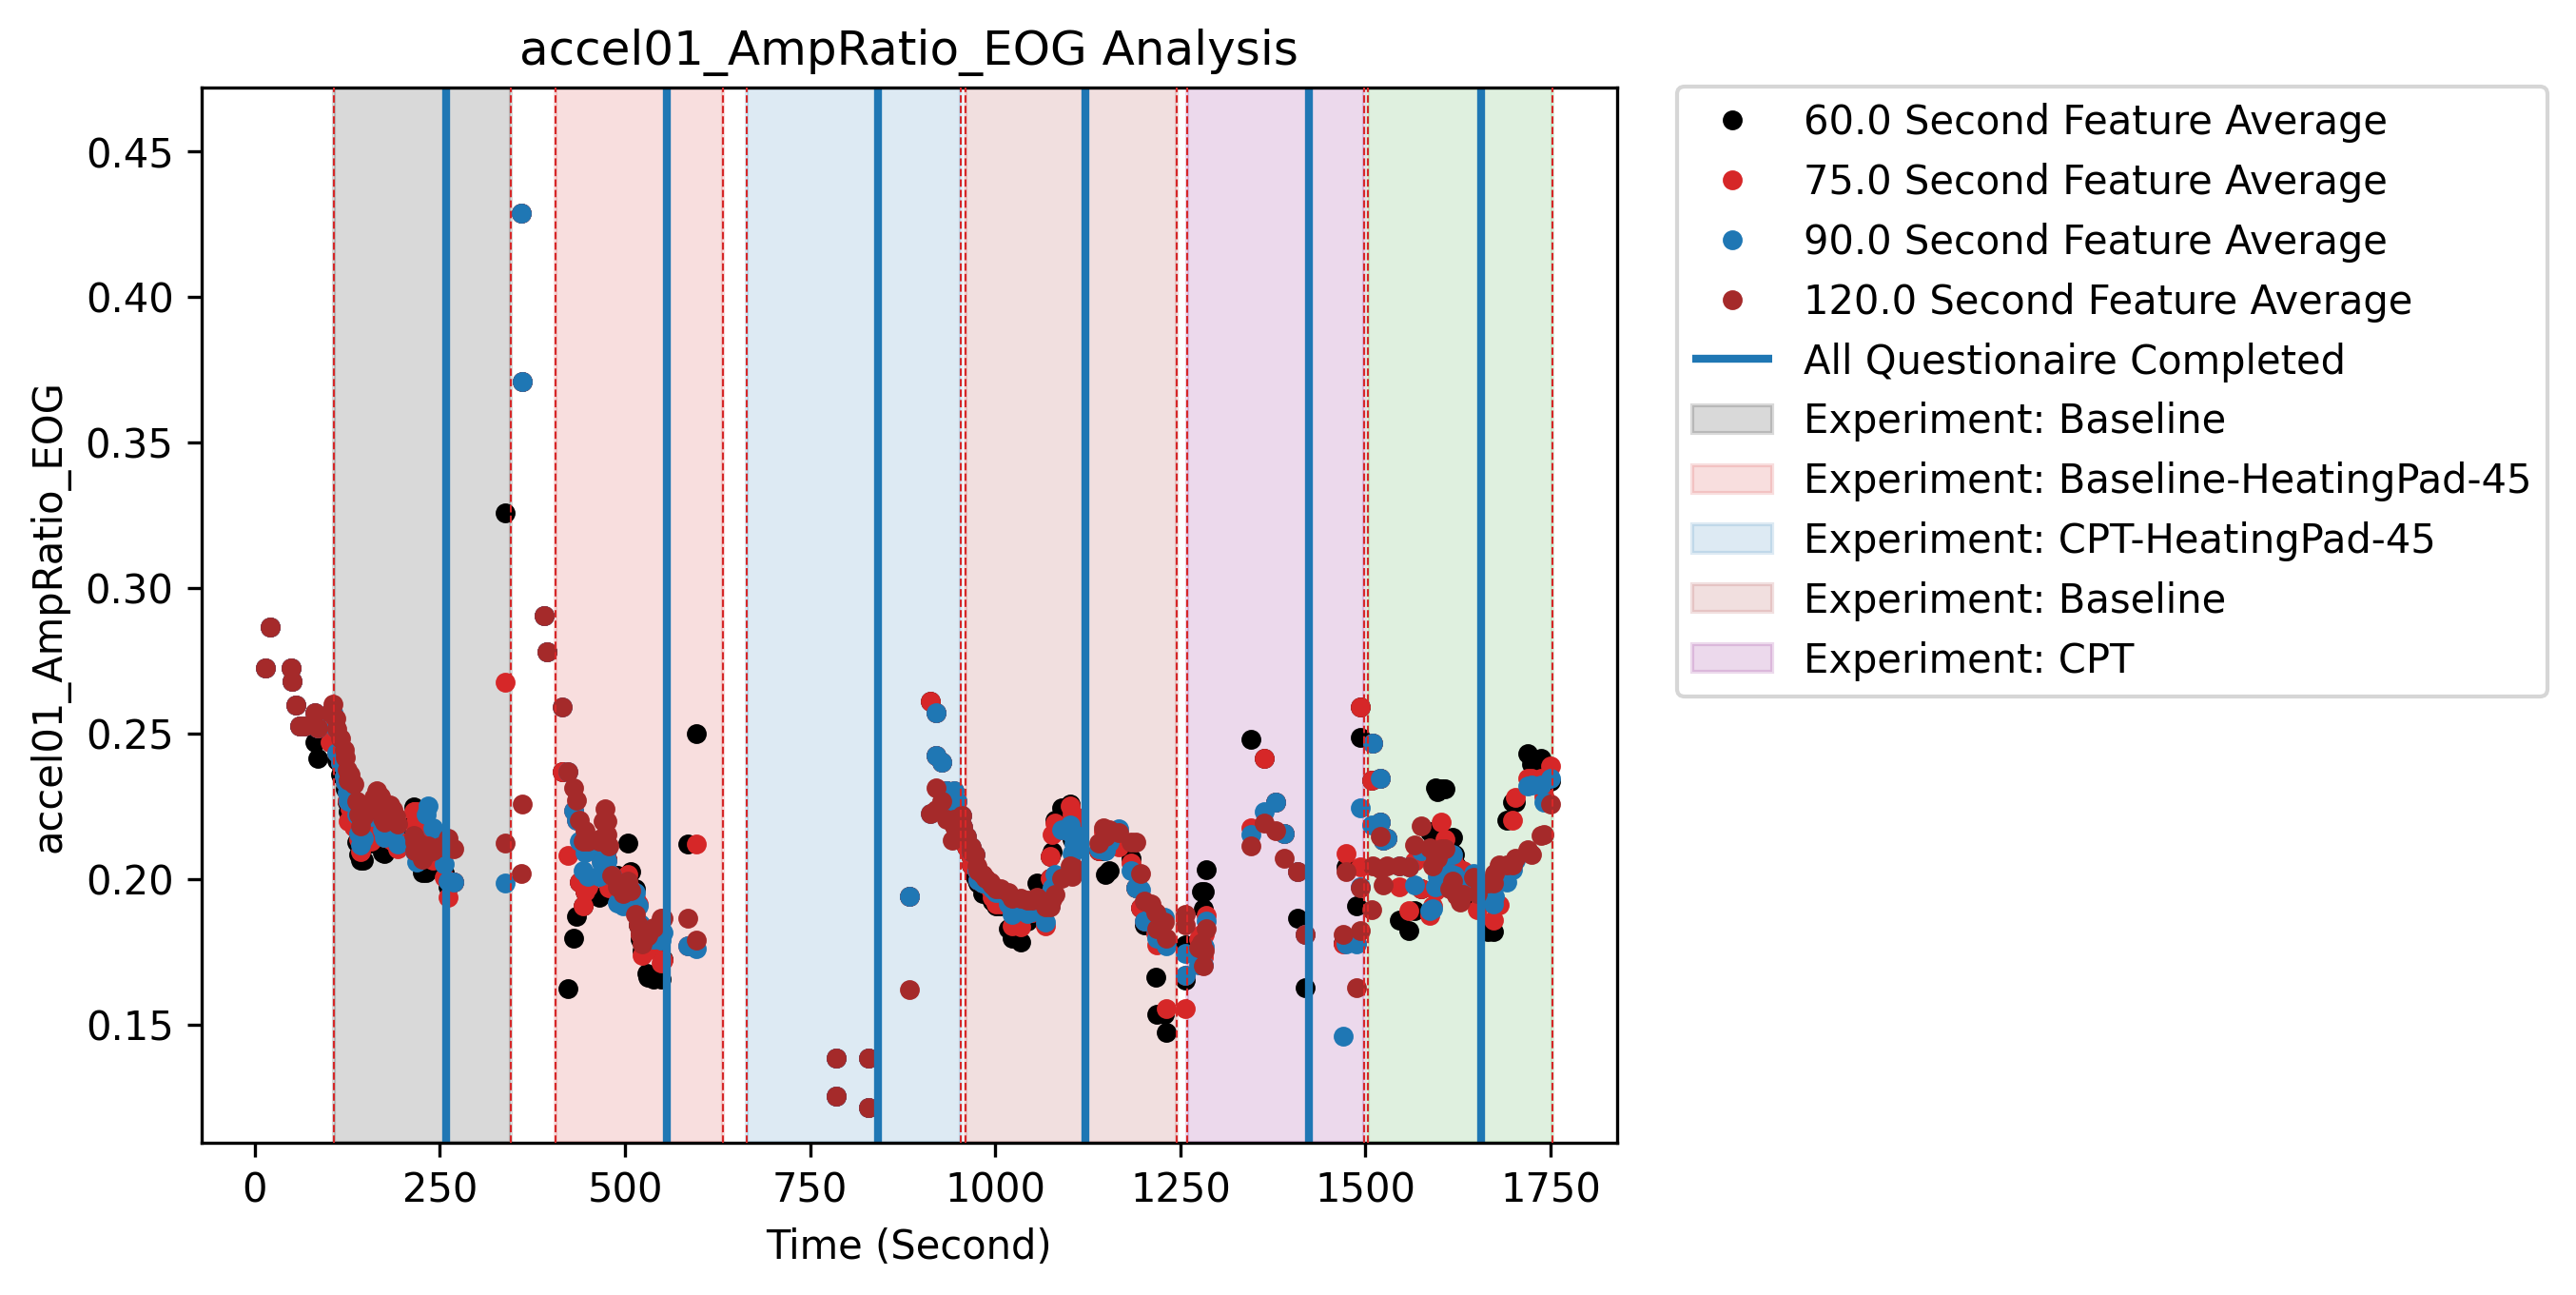 accel01_AmpRatio_EOG Analysis
accel01_AmpRatio_EOG
0.45
0.40
0.35
0.30
0.25
0.20
0.15
0 250 500 750 1000 1250 1500 1750
Time (Second)
60.0 Second Feature Average
75.0 Second Feature Average
90.0 Second Feature Average
120.0 Second Feature Average
All Questionaire Completed
Experiment: Baseline
Experiment: Baseline-HeatingPad-45
Experiment: CPT-HeatingPad-45
Experiment: Baseline
Experiment: CPT